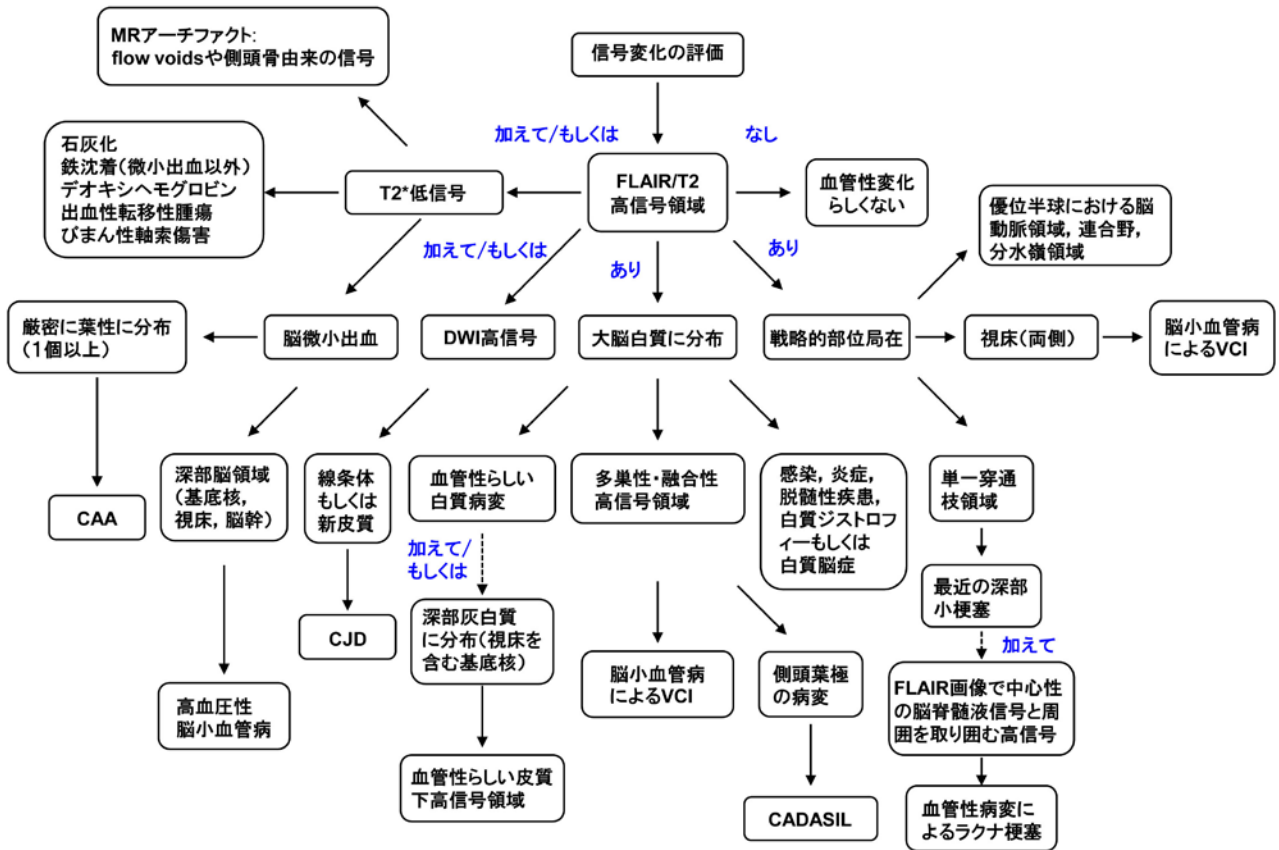 MRアーチファクト:
flow voidsや側頭骨由来の信号
信号変化の評価
加えて/もしくは
なし
石灰化
鉄沈着(微小出血以外)
デオキシヘモグロビン
出血性転移性腫瘍
びまん性軸索傷害
T2*低信号
FLAIR/T2
高信号領域
血管性変化
らしくない
優位半球における脳
動脈領域, 連合野,
分水嶺領域
加えて/もしくは
あり
あり
厳密に葉性に分布
(1個以上)
脳微小出血
DWI高信号
大脳白質に分布
戦略的部位局在
視床(両側)
脳小血管病
によるVCI
CAA
深部脳領域
(基底核,
視床, 脳幹)
線条体
もしくは
新皮質
血管性らしい
白質病変
多巣性・融合性
高信号領域
感染, 炎症,
脱髄性疾患,
白質ジストロフ
ィーもしくは
白質脳症
単一穿通
枝領域
加えて/
もしくは
最近の深部
小梗塞
CJD
深部灰白質
に分布(視床を
含む基底核)
加えて
高血圧性
脳小血管病
脳小血管病
によるVCI
側頭葉極
の病変
FLAIR画像で中心性
の脳脊髄液信号と周
囲を取り囲む高信号
血管性らしい皮質
下高信号領域
CADASIL
血管性病変に
よるラクナ梗塞